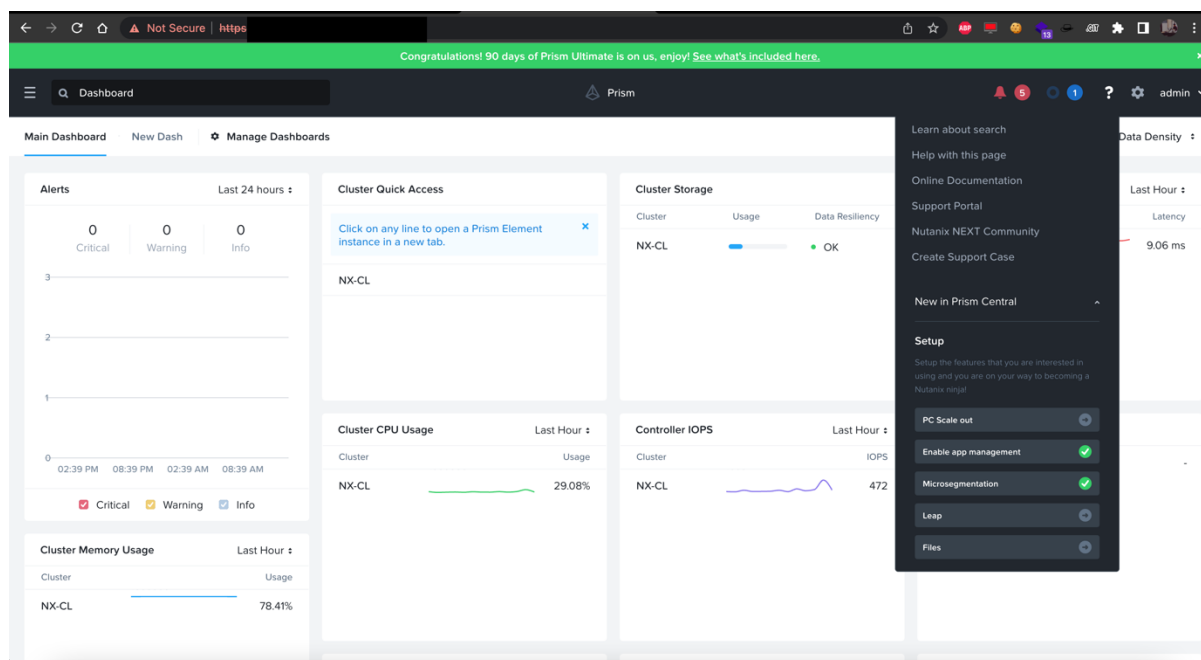 Not Secure | https
13
Congratulations! 90 days of Prism Ultimate is on us, enjoy! See what's included here.
Dashboard
Prism
5
1
?
admin
Main Dashboard
New Dash
Manage Dashboards
Data Density
Alerts
Last 24 hours
0
Critical
0
Warning
0
Info
3
2
1
0
02:39 PM 08:39 PM 02:39 AM 08:39 AM
Critical Warning Info
Cluster Quick Access
Click on any line to open a Prism Element
instance in a new tab.
NX-CL
Cluster Storage
Cluster Usage Data Resiliency
NX-CL OK
Last Hour
Latency
9.06 ms
Learn about search
Help with this page
Online Documentation
Support Portal
Nutanix NEXT Community
Create Support Case
New in Prism Central
Setup
Setup the features that you are interested in
using and you are on your way to becoming a
Nutanix ninja!
PC Scale out
Enable app management
Microsegmentation
Leap
Files
Cluster CPU Usage Last Hour
Cluster Usage
NX-CL 29.08%
Controller IOPS Last Hour
Cluster IOPS
NX-CL 472
-
Cluster Memory Usage Last Hour
Cluster Usage
NX-CL 78.41%